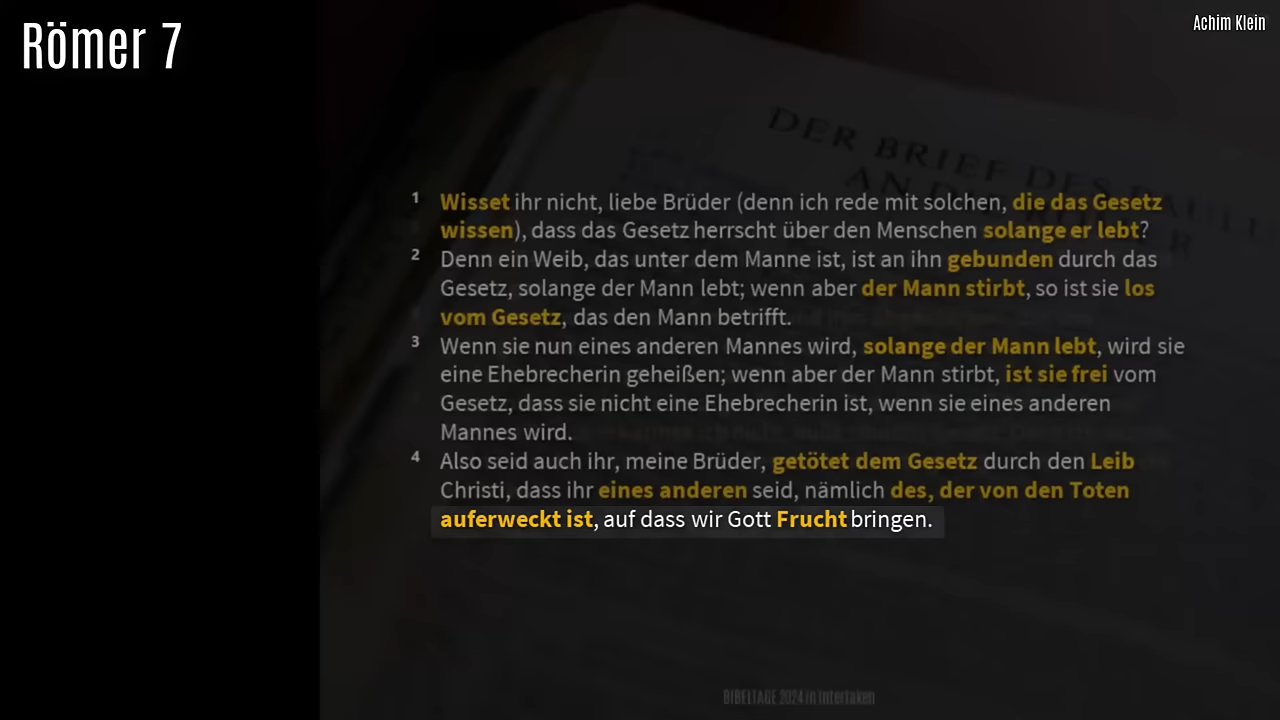 Römer 7
Achim Klein
DER BRIEF DES PAULUS
AN DIE RÖMER
1 Wisset ihr nicht, liebe Brüder (denn ich rede mit solchen, die das Gesetz
wissen), dass das Gesetz herrscht über den Menschen solange er lebt?
2 Denn ein Weib, das unter dem Manne ist, ist an ihn gebunden durch das
Gesetz, solange der Mann lebt; wenn aber der Mann stirbt, so ist sie los
vom Gesetz, das den Mann betrifft.
3 Wenn sie nun eines anderen Mannes wird, solange der Mann lebt, wird sie
eine Ehebrecherin geheißen; wenn aber der Mann stirbt, ist sie frei vom
Gesetz, dass sie nicht eine Ehebrecherin ist, wenn sie eines anderen
Mannes wird.
4 Also seid auch ihr, meine Brüder, getötet dem Gesetz durch den Leib
Christi, dass ihr eines anderen seid, nämlich des, der von den Toten
auferweckt ist, auf dass wir Gott Frucht bringen.
BIBELTAGE 2024 in Interlaken